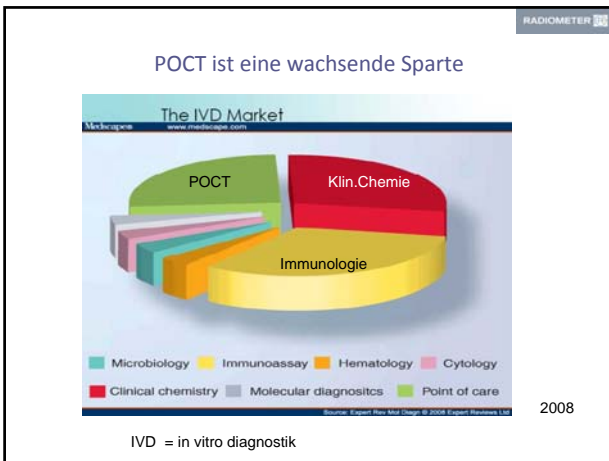 RADIOMETER
POCT ist eine wachsende Sparte
The IVD Market
Medscape® www.medscape.com
POCT
Klin.Chemie
Immunologie
Microbiology Immunoassay Hematology Cytology
Clinical chemistry Molecular diagnositcs Point of care
Source: Expert Rev Mol Diagn © 2008 Expert Reviews Ltd
2008
IVD = in vitro diagnostik